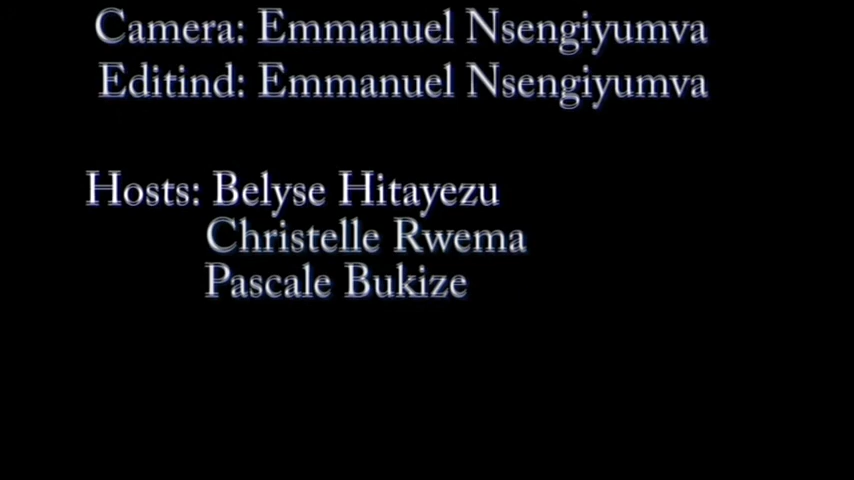 Camera: Emmanuel Nsengiyumva
Editind: Emmanuel Nsengiyumva
Hosts: Belyse Hitayezu
Christelle Rwema
Pascale Bukize